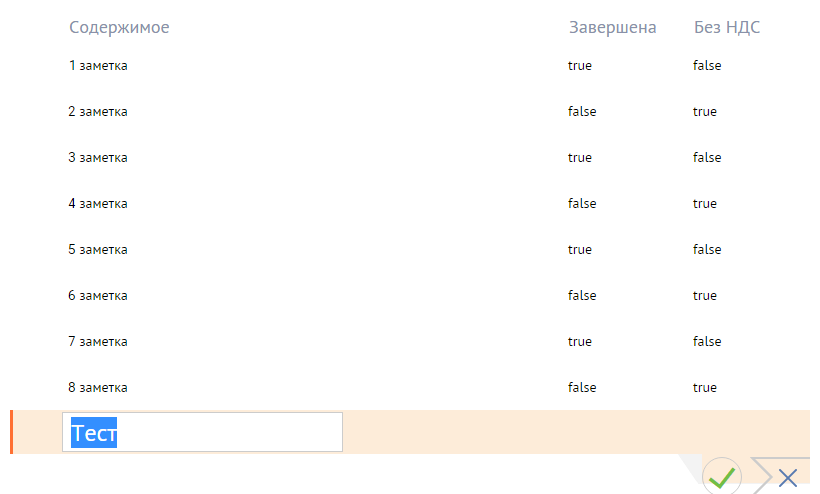 Содержимое Завершена Без НДС
1 заметка true false
2 заметка false true
3 заметка true false
4 заметка false true
5 заметка true false
6 заметка false true
7 заметка true false
8 заметка false true
Тест